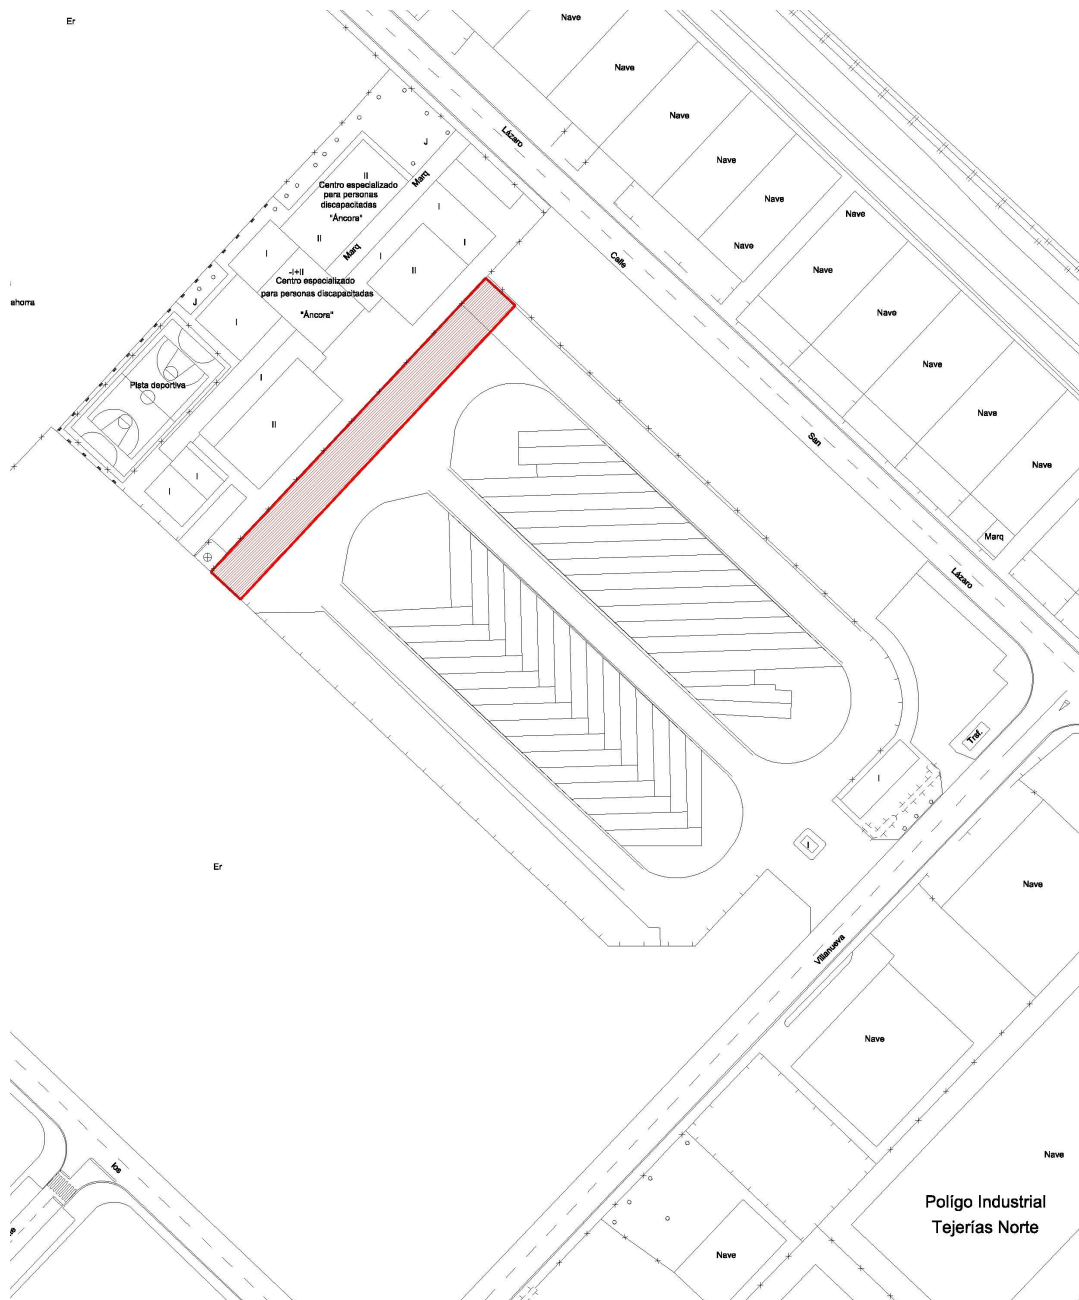 Er
Nave
Nave
Nave
Lázaro
J
Marq
II
Centro especializado
para personas
discapacitadas
"Áncora"
Nave
Nave
Nave
Nave
I
II
Marq
I
I
I
Calle
II
-I+II
Centro especializado
para personas discapacitadas
"Áncora"
Nave
J
ahorra
Nave
I
Nave
Pista deportiva
I
II
Nave
San
Nave
I
I
Marq
Lázaro
Traf.
I
I
Er
Nave
Villanueva
Nave
Nave
los
Polígo Industrial
Tejerías Norte
Nave